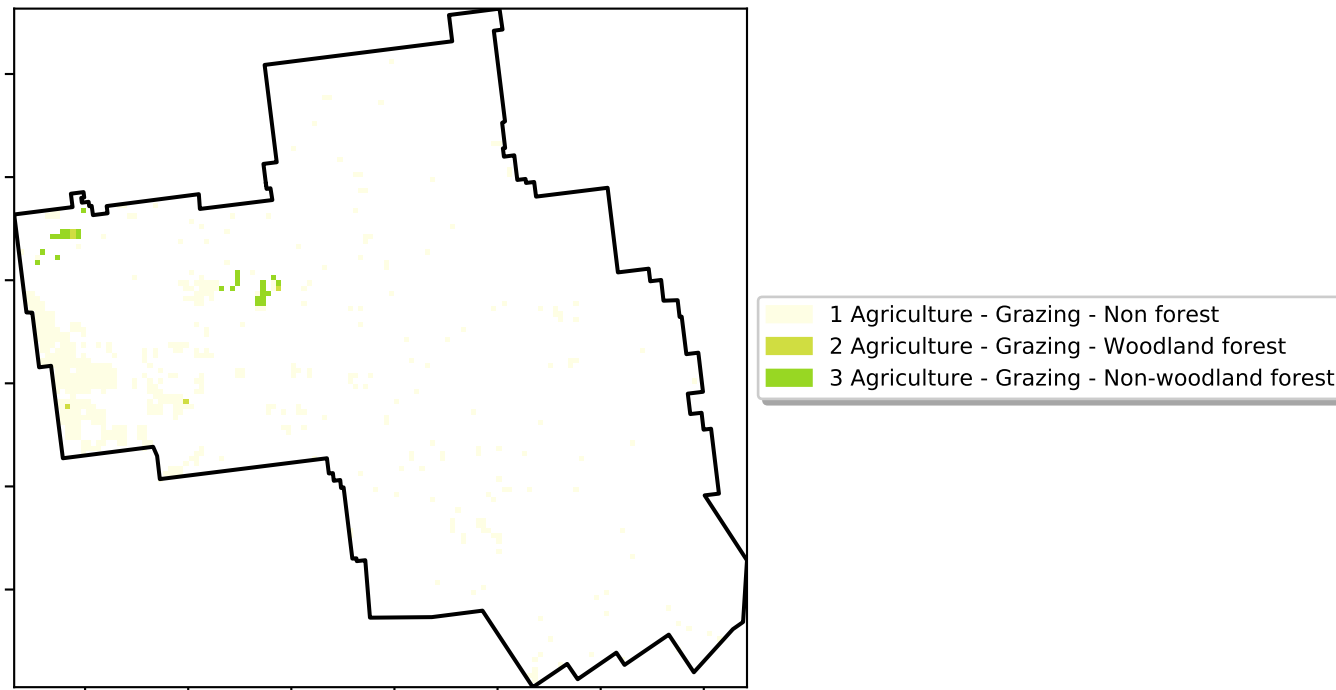 1 Agriculture - Grazing - Non forest
2 Agriculture - Grazing - Woodland forest
3 Agriculture - Grazing - Non-woodland forest